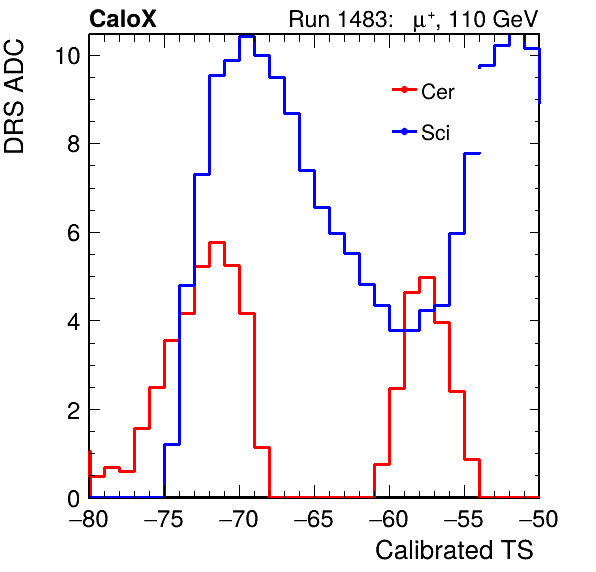 CaloX Run 1483: μ⁺, 110 GeV
DRS ADC
10
8
6
4
2
0
Cer
Sci
−80 −75 −70 −65 −60 −55 −50
Calibrated TS